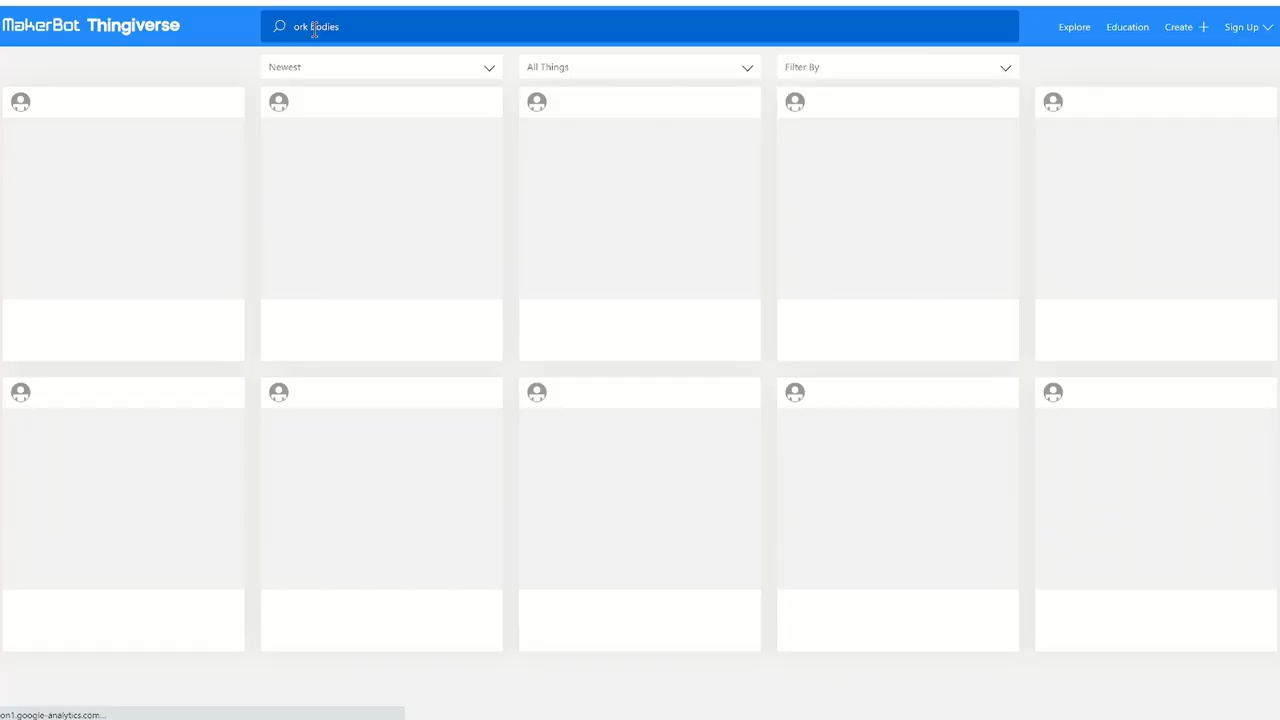 MakerBot Thingiverse
ork bodies
Explore
Education
Create
Sign Up
Newest
All Things
Filter By
on1.google-analytics.com...